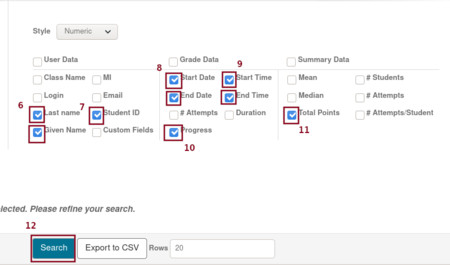 Style Numeric
User Data Grade Data Summary Data
8 9
Class Name MI Start Date Start Time Mean # Students
Login Email End Date End Time Median # Attempts
6 7
Last name Student ID # Attempts Duration Total Points # Attempts/Student
Given Name Custom Fields Progress
10 11
lected. Please refine your search.
12
Search Export to CSV Rows 20